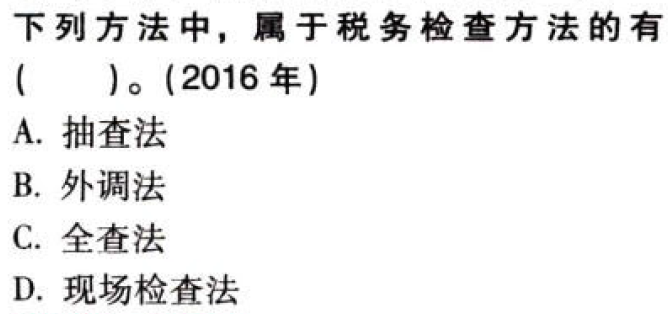 下列方法中，属于税务检查方法的有
(　　)。(2016 年)
A. 抽查法
B. 外调法
C. 全查法
D. 现场检查法